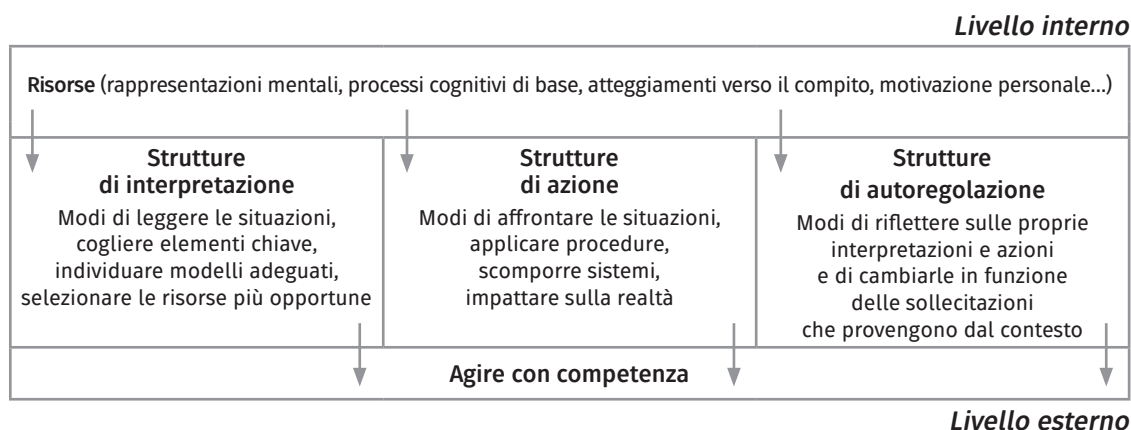 Livello interno
Risorse (rappresentazioni mentali, processi cognitivi di base, atteggiamenti verso il compito, motivazione personale...)
Strutture
di interpretazione
Modi di leggere le situazioni,
cogliere elementi chiave,
individuare modelli adeguati,
selezionare le risorse più opportune
Strutture
di azione
Modi di affrontare le situazioni,
applicare procedure,
scomporre sistemi,
impattare sulla realtà
Strutture
di autoregolazione
Modi di riflettere sulle proprie
interpretazioni e azioni
e di cambiarle in funzione
delle sollecitazioni
che provengono dal contesto
Agire con competenza
Livello esterno